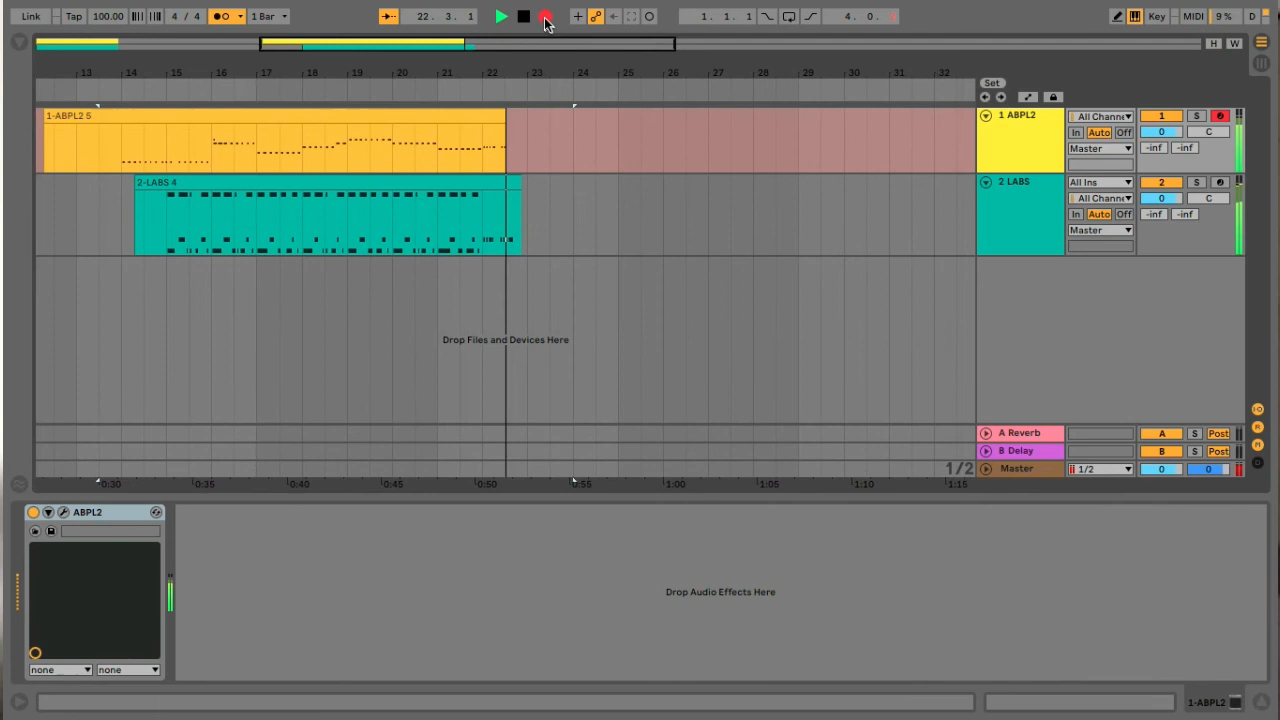 Link Tap 100.00 4 / 4 1 Bar 22. 3. 1 1. 1. 1 4. 0. Key MIDI 9 % D
H W
13 14 15 16 17 18 19 20 21 22 23 24 25 26 27 28 29 30 31 32
Set
1-ABPL2 5
1 ABPL2 All Channe 1 S
In Auto Off 0 C
Master -inf -inf
2-LABS 4
2 LABS All Ins 2 S
All Channe 0 C
In Auto Off -inf -inf
Master
Drop Files and Devices Here
A Reverb A S Post
B Delay B S Post
1/2 Master 1/2 0 0
0:30 0:35 0:40 0:45 0:50 0:55 1:00 1:05 1:10 1:15
ABPL2
Drop Audio Effects Here
none none
1-ABPL2